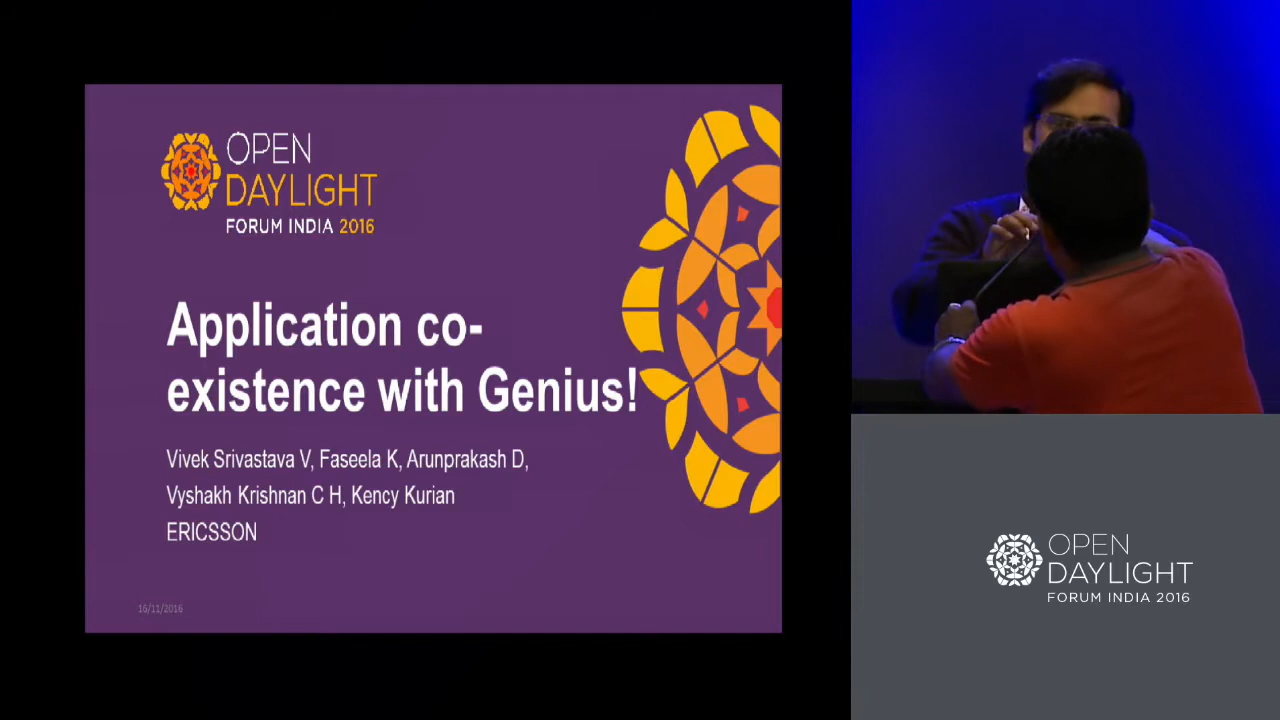 OPEN
DAYLIGHT
FORUM INDIA 2016
Application co-
existence with Genius!
Vivek Srivastava V, Faseela K, Arunprakash D,
Vyshakh Krishnan C H, Kency Kurian
ERICSSON
16/11/2016
OPEN
DAYLIGHT
FORUM INDIA 2016